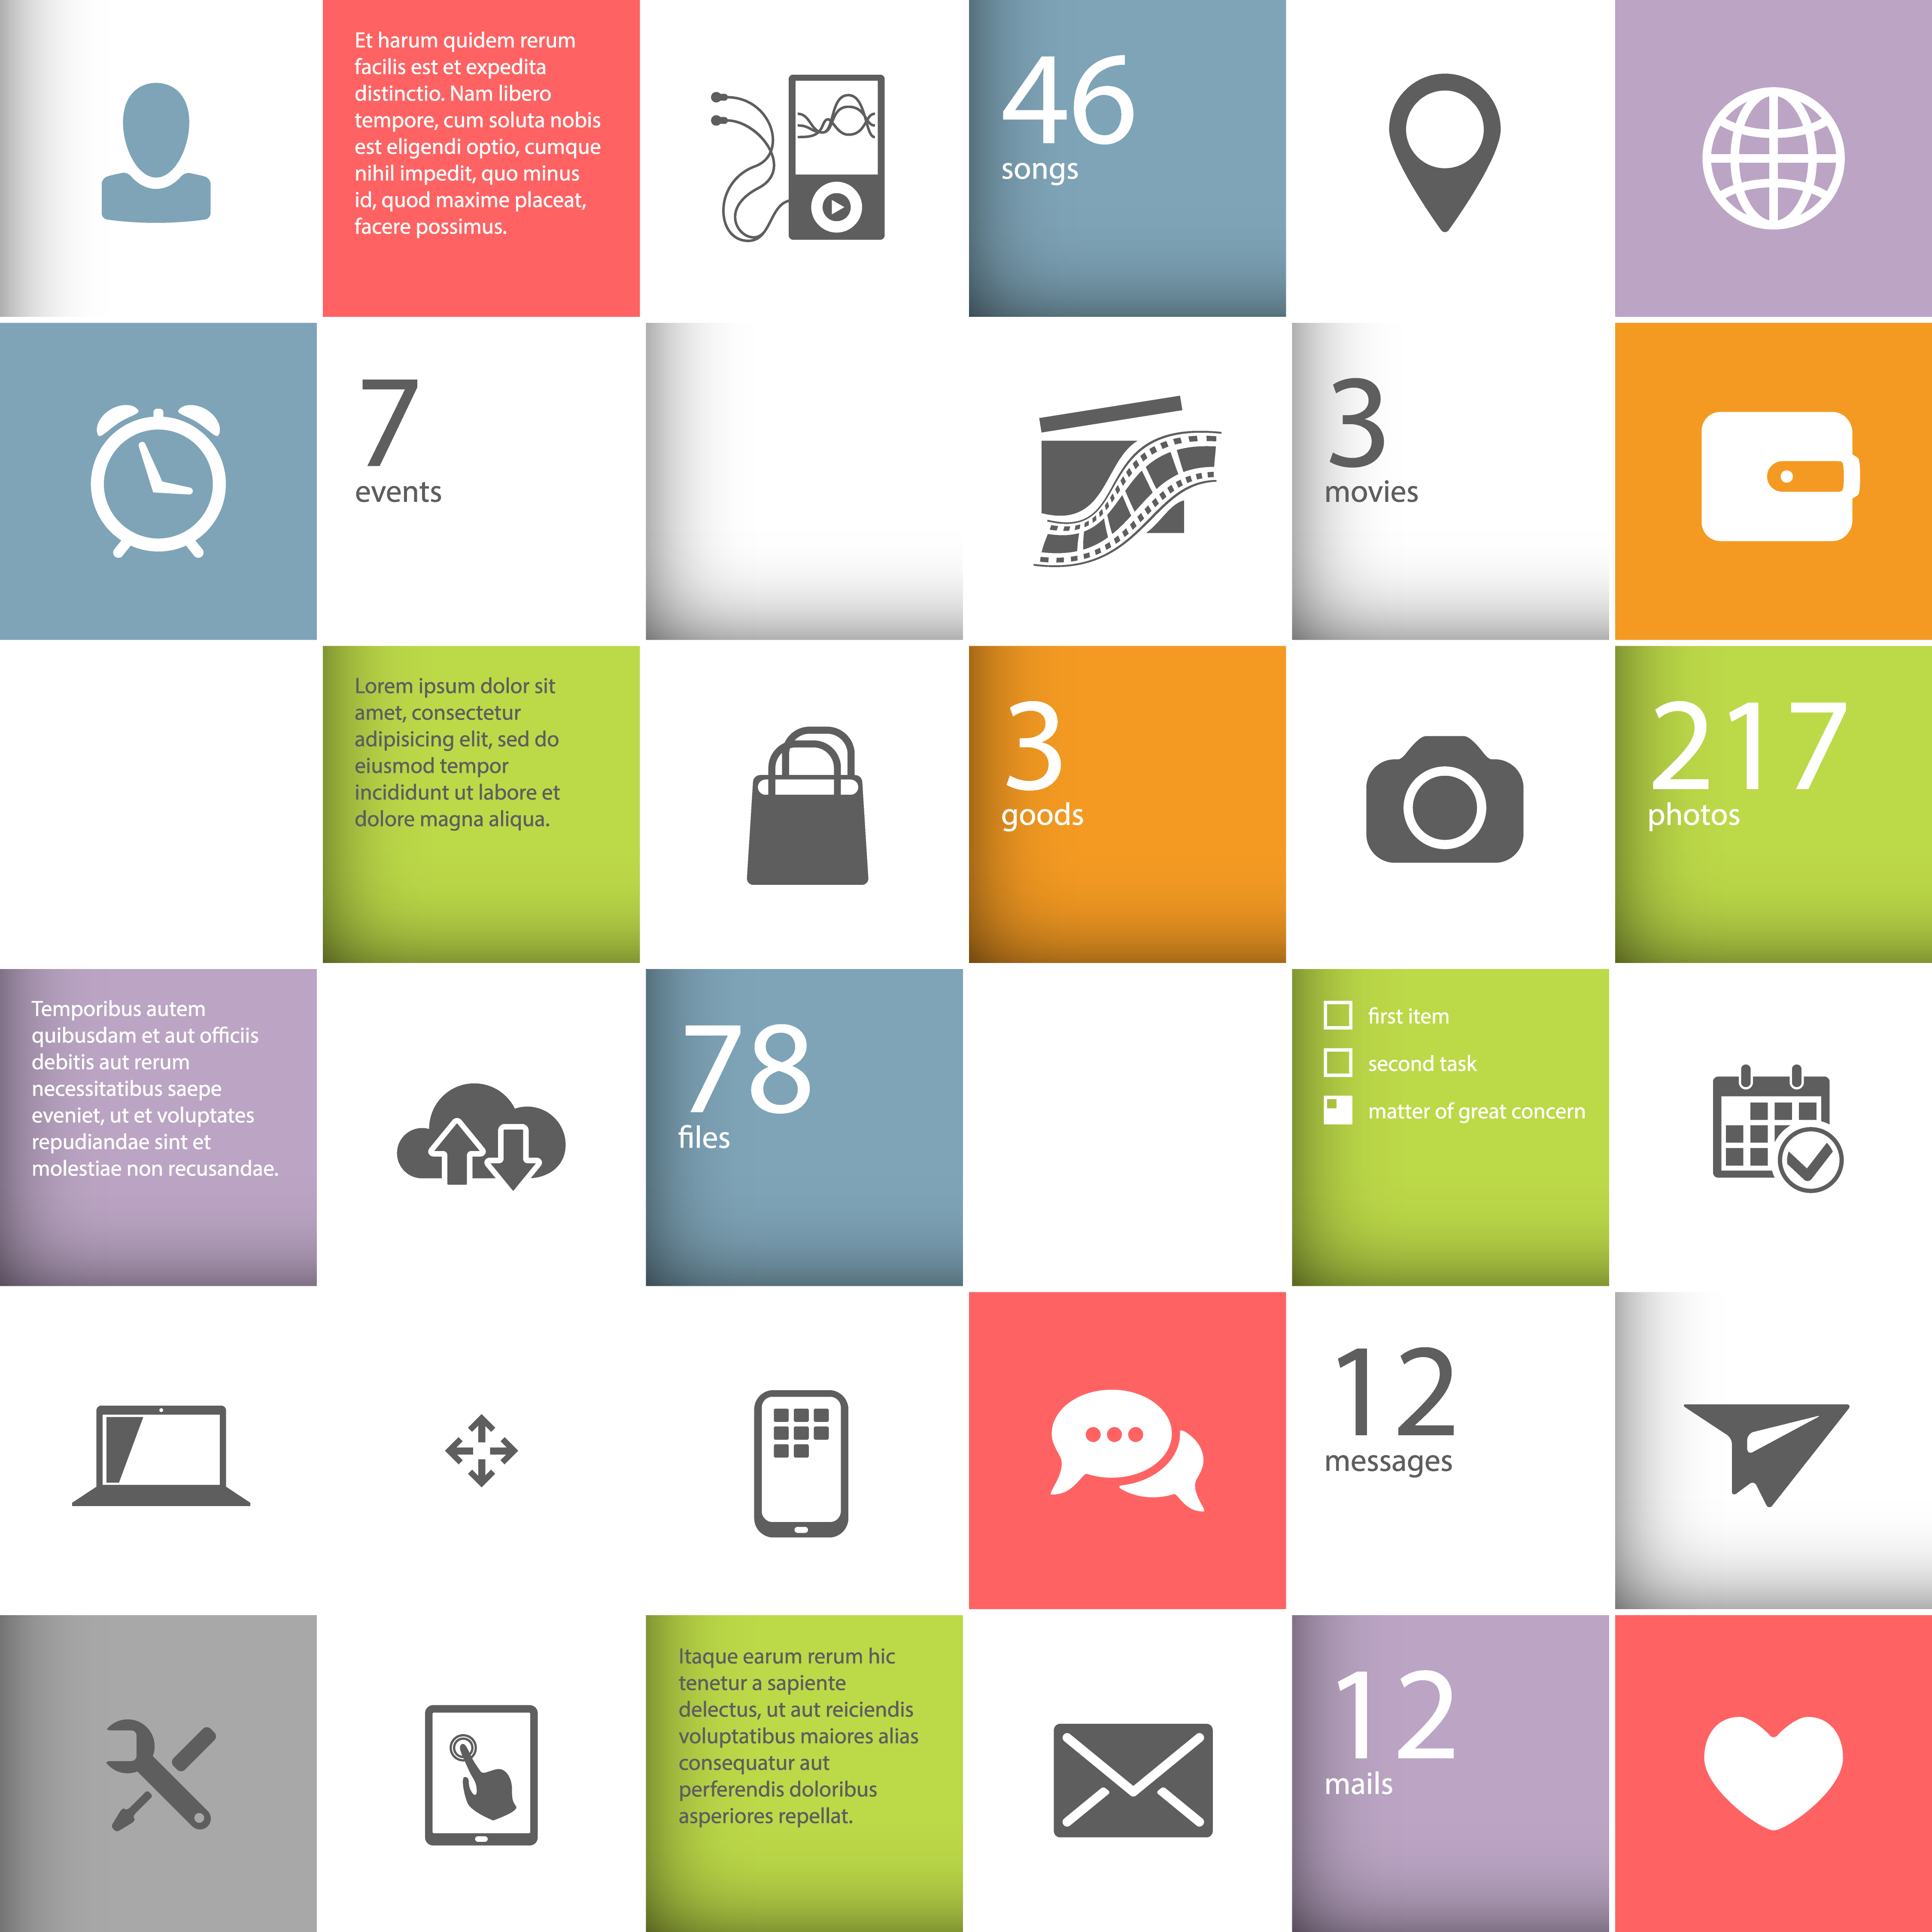 Et harum quidem rerum
facilis est et expedita
distinctio. Nam libero
tempore, cum soluta nobis
est eligendi optio, cumque
nihil impedit, quo minus
id, quod maxime placeat,
facere possimus.
46
songs
7
events
3
movies
Lorem ipsum dolor sit
amet, consectetur
adipisicing elit, sed do
eiusmod tempor
incididunt ut labore et
dolore magna aliqua.
3
goods
217
photos
Temporibus autem
quibusdam et aut officiis
debitis aut rerum
necessitatibus saepe
eveniet, ut et voluptates
repudiandae sint et
molestiae non recusandae.
78
files
first item
second task
matter of great concern
12
messages
Itaque earum rerum hic
tenetur a sapiente
delectus, ut aut reiciendis
voluptatibus maiores alias
consequatur aut
perferendis doloribus
asperiores repellat.
12
mails